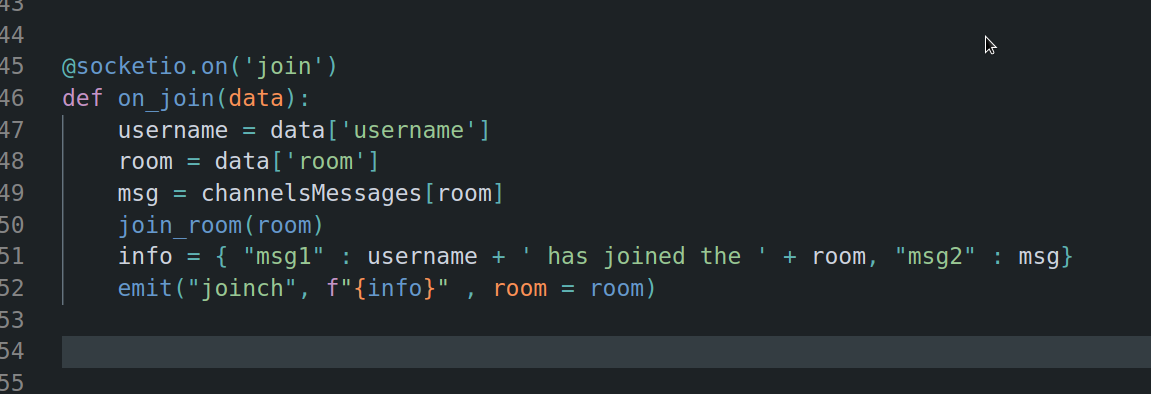 43
44
45 @socketio.on('join')
46 def on_join(data):
47     username = data['username']
48     room = data['room']
49     msg = channelsMessages[room]
50     join_room(room)
51     info = { "msg1" : username + ' has joined the ' + room, "msg2" : msg}
52     emit("joinch", f"{info}" , room = room)
53
54
55